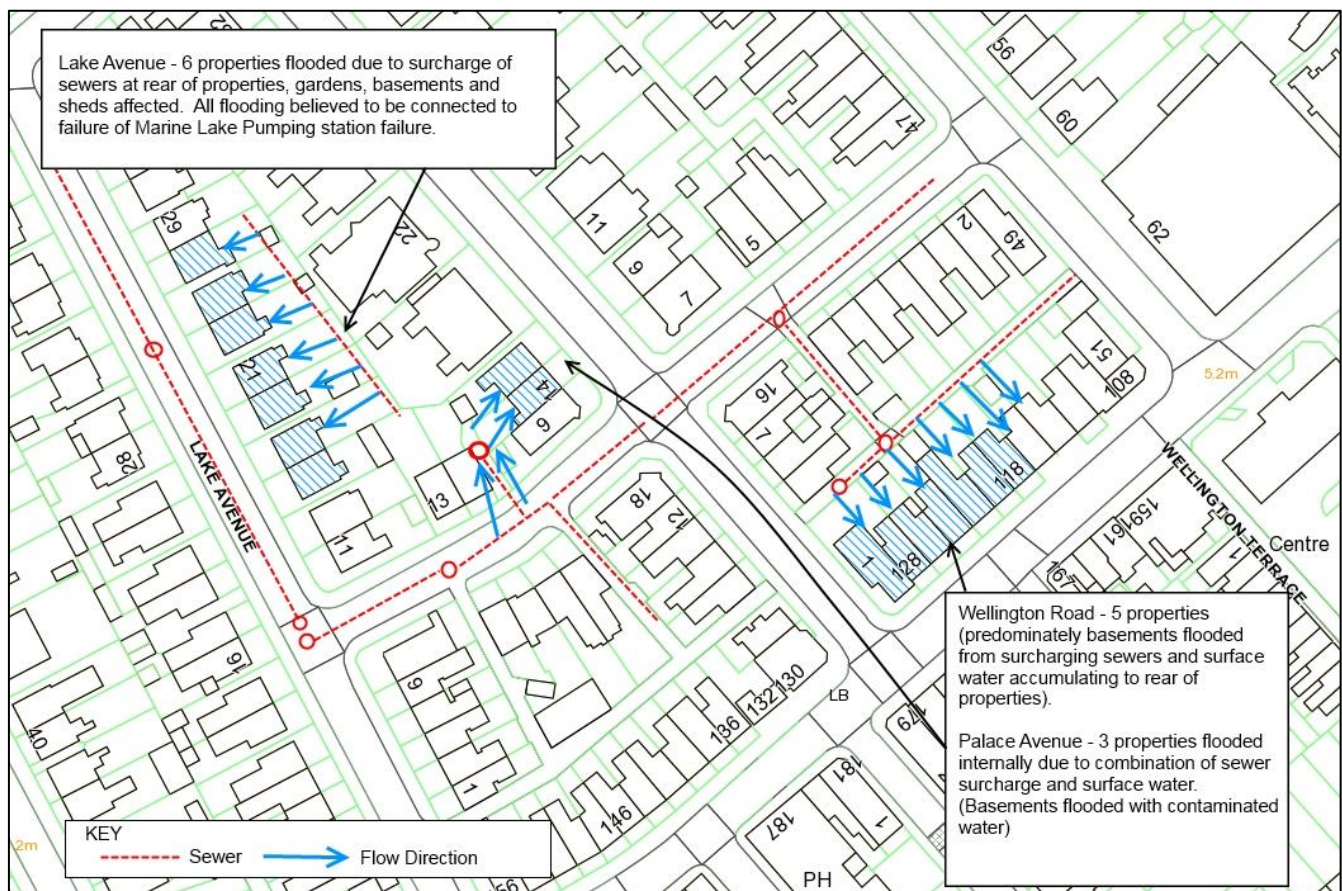 Lake Avenue - 6 properties flooded due to surcharge of
sewers at rear of properties, gardens, basements and
sheds affected. All flooding believed to be connected to
failure of Marine Lake Pumping station failure.
56
60
47
62
29
22
11
9
5
7
2
49
21
14
9
16
7
51
108
5.2m
LAKE AVENUE
28
13
11
18
12
118
128
1
WELLINGTON TERRACE
Centre
159
161
167
1
16
9
40
1
136
132
130
LB
179
181
187
1
146
Wellington Road - 5 properties
(predominately basements flooded
from surcharging sewers and surface
water accumulating to rear of
properties).
Palace Avenue - 3 properties flooded
internally due to combination of sewer
surcharge and surface water.
(Basements flooded with contaminated
water)
2m
KEY
Sewer
Flow Direction
PH